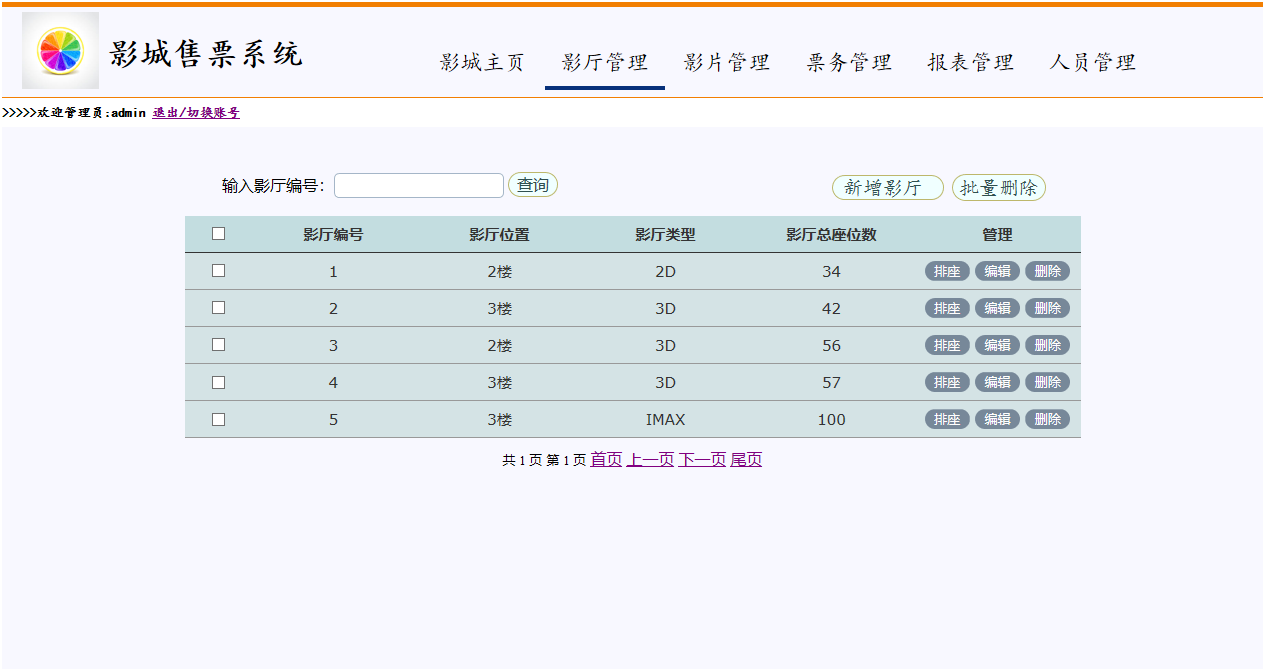 影城售票系统
影城主页 影厅管理 影片管理 票务管理 报表管理 人员管理
>>>>>欢迎管理员:admin 退出/切换账号
输入影厅编号： 查询 新增影厅 批量删除
影厅编号 影厅位置 影厅类型 影厅总座位数 管理
1 2楼 2D 34 排座 编辑 删除
2 3楼 3D 42 排座 编辑 删除
3 2楼 3D 56 排座 编辑 删除
4 3楼 3D 57 排座 编辑 删除
5 3楼 IMAX 100 排座 编辑 删除
共 1 页 第 1 页 首页 上一页 下一页 尾页